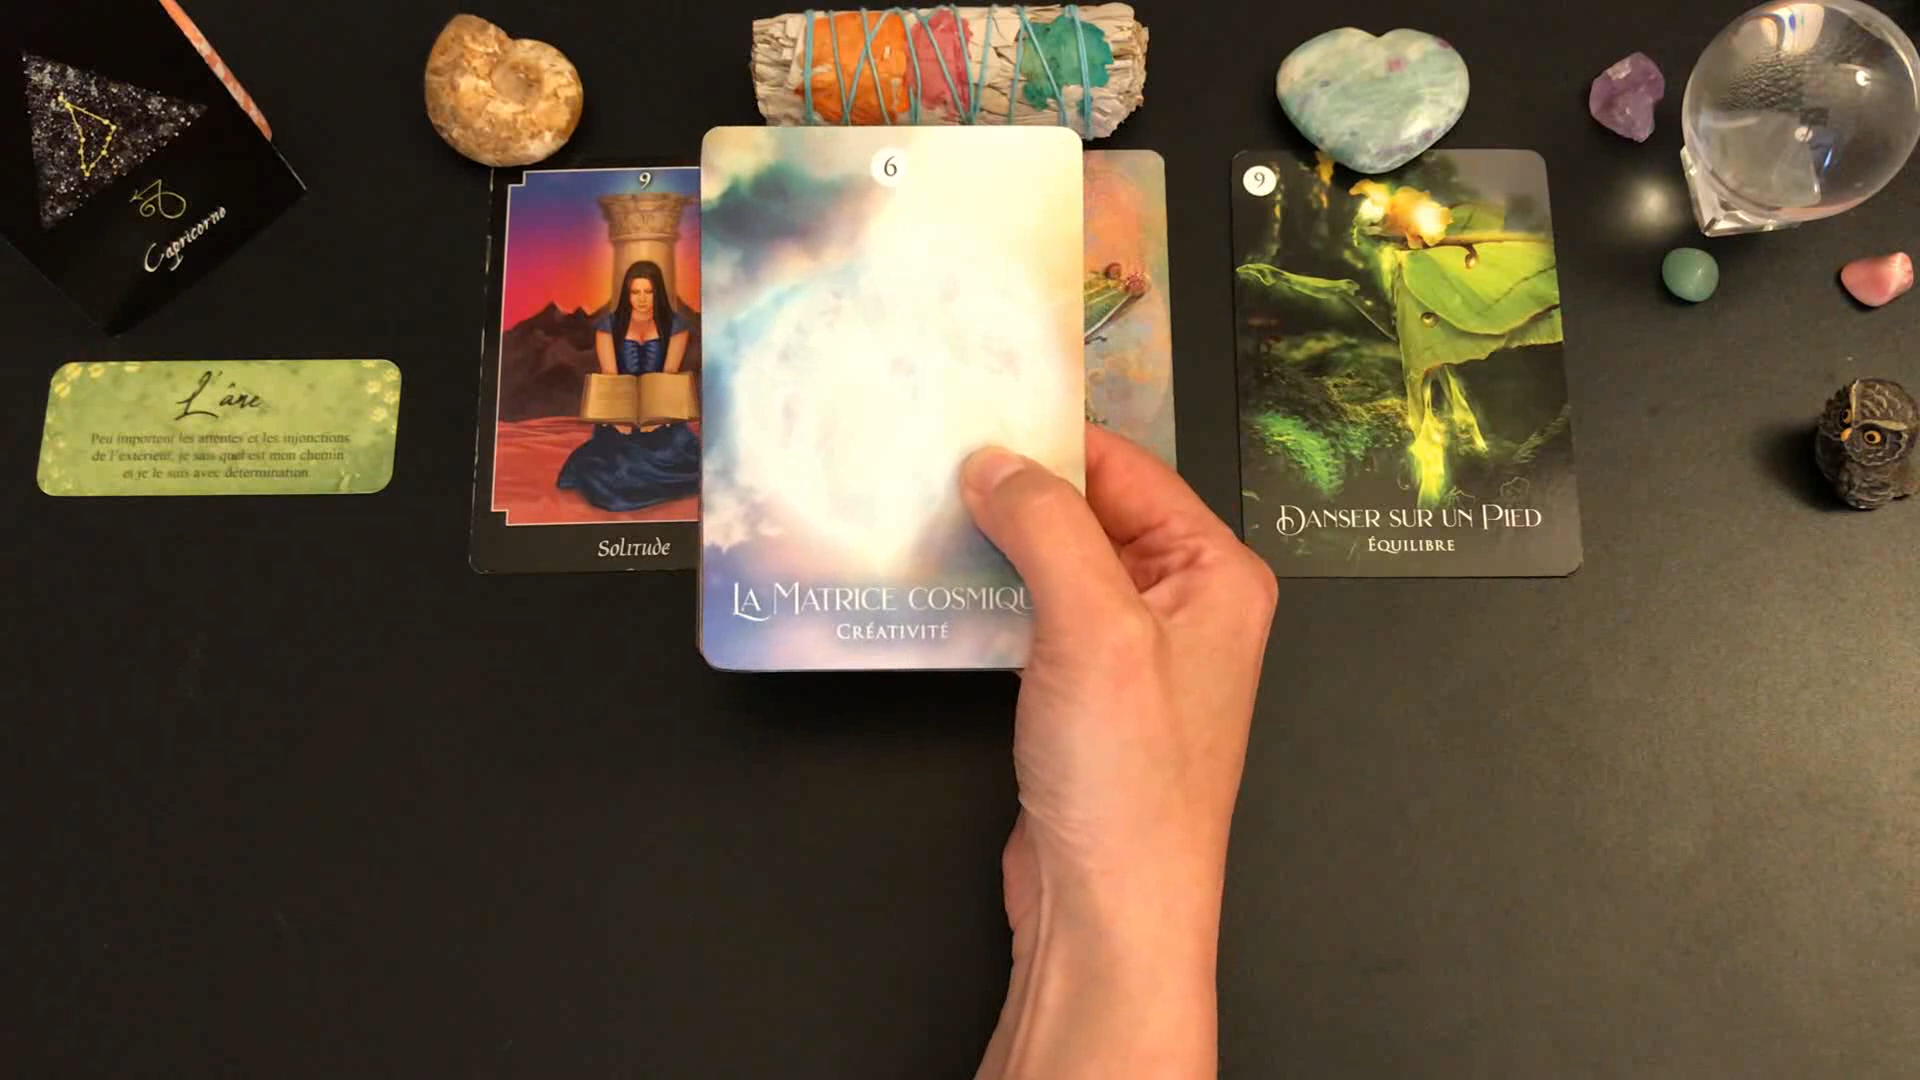 Capricorne
L'âne
Peu importent les attentes et les injonctions
de l'extérieur, je sais quel est mon chemin
et je le suis avec détermination.
9
Solitude
6
La Matrice cosmiqu
Créativité
9
Danser sur un Pied
Équilibre